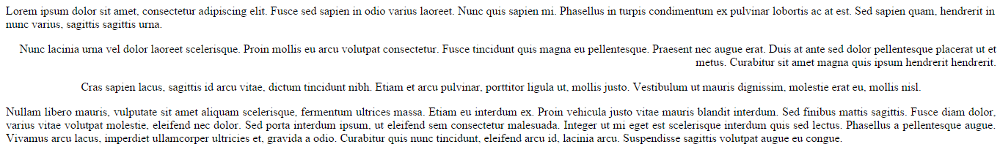 Lorem ipsum dolor sit amet, consectetur adipiscing elit. Fusce sed sapien in odio varius laoreet. Nunc quis sapien mi. Phasellus in turpis condimentum ex pulvinar lobortis ac at est. Sed sapien quam, hendrerit in
nunc varius, sagittis sagittis urna.
Nunc lacinia urna vel dolor laoreet scelerisque. Proin mollis eu arcu volutpat consectetur. Fusce tincidunt quis magna eu pellentesque. Praesent nec augue erat. Duis at ante sed dolor pellentesque placerat ut et
metus. Curabitur sit amet magna quis ipsum hendrerit hendrerit.
Cras sapien lacus, sagittis id arcu vitae, dictum tincidunt nibh. Etiam et arcu pulvinar, porttitor ligula ut, mollis justo. Vestibulum ut mauris dignissim, molestie erat eu, mollis nisl.
Nullam libero mauris, vulputate sit amet aliquam scelerisque, fermentum ultrices massa. Etiam eu interdum ex. Proin vehicula justo vitae mauris blandit interdum. Sed finibus mattis sagittis. Fusce diam dolor,
varius vitae volutpat molestie, eleifend nec dolor. Sed porta interdum ipsum, ut eleifend sem consectetur malesuada. Integer ut mi eget est scelerisque interdum quis sed lectus. Phasellus a pellentesque augue.
Vivamus arcu lacus, imperdiet ullamcorper ultricies et, gravida a odio. Curabitur quis nunc tincidunt, eleifend arcu id, lacinia arcu. Suspendisse sagittis volutpat augue eu congue.